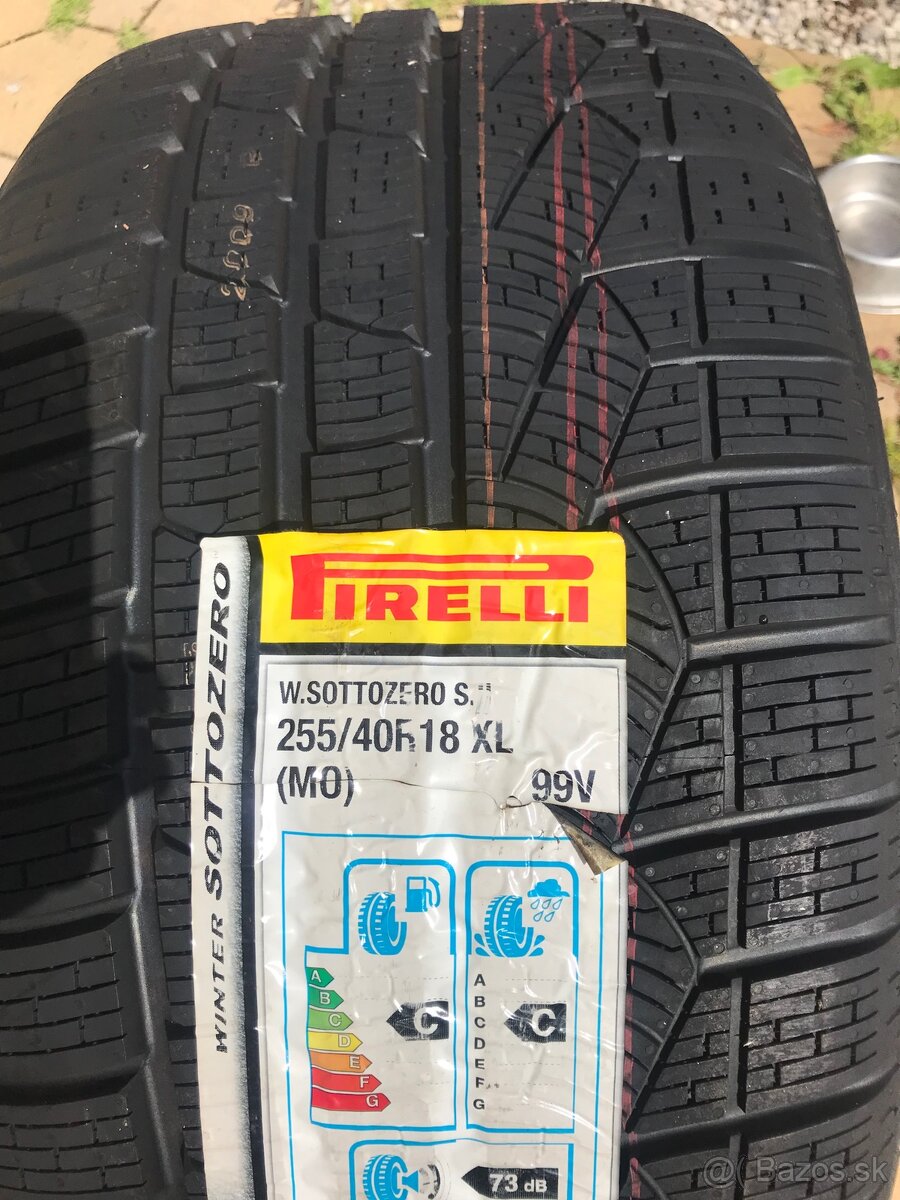 PIRELLI
WINTER SOTTOZERO
W.SOTTOZERO S.II
255/40R18 XL
(MO) 99V
A
B
C
D
E
F
G
C
A
B
C
D
E
F
G
C
73 dB
@ Bazos.sk